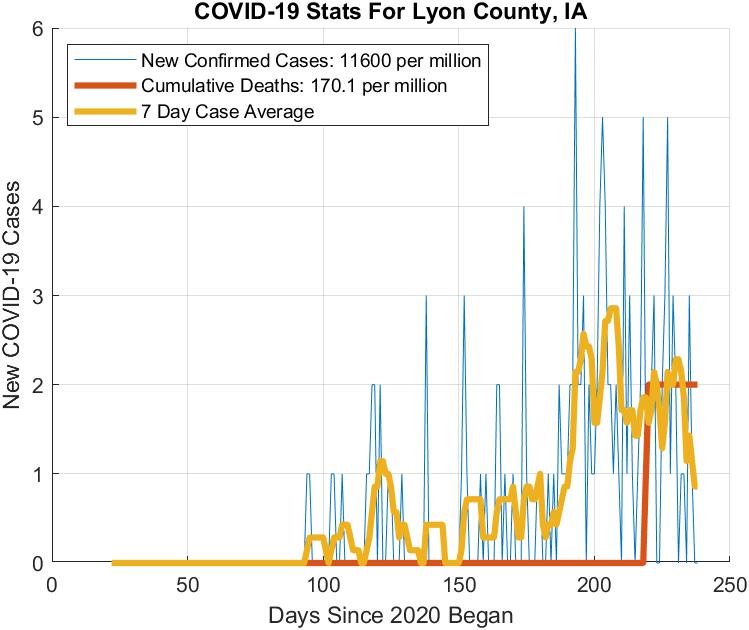 COVID-19 Stats For Lyon County, IA
New Confirmed Cases: 11600 per million
Cumulative Deaths: 170.1 per million
7 Day Case Average
New COVID-19 Cases
6
5
4
3
2
1
0
0 50 100 150 200 250
Days Since 2020 Began